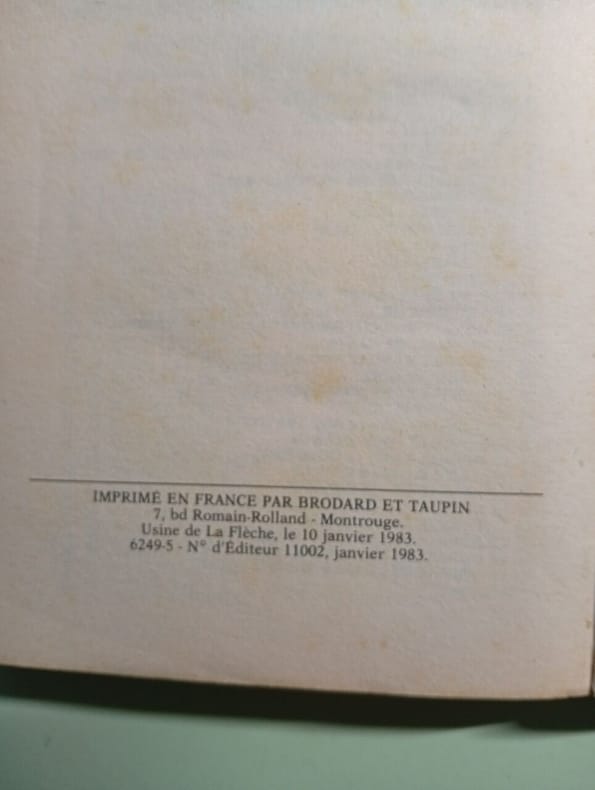 IMPRIMÉ EN FRANCE PAR BRODARD ET TAUPIN
7, bd Romain-Rolland - Montrouge.
Usine de La Flèche, le 10 janvier 1983.
6249-5 - N° d'Éditeur 11002, janvier 1983.